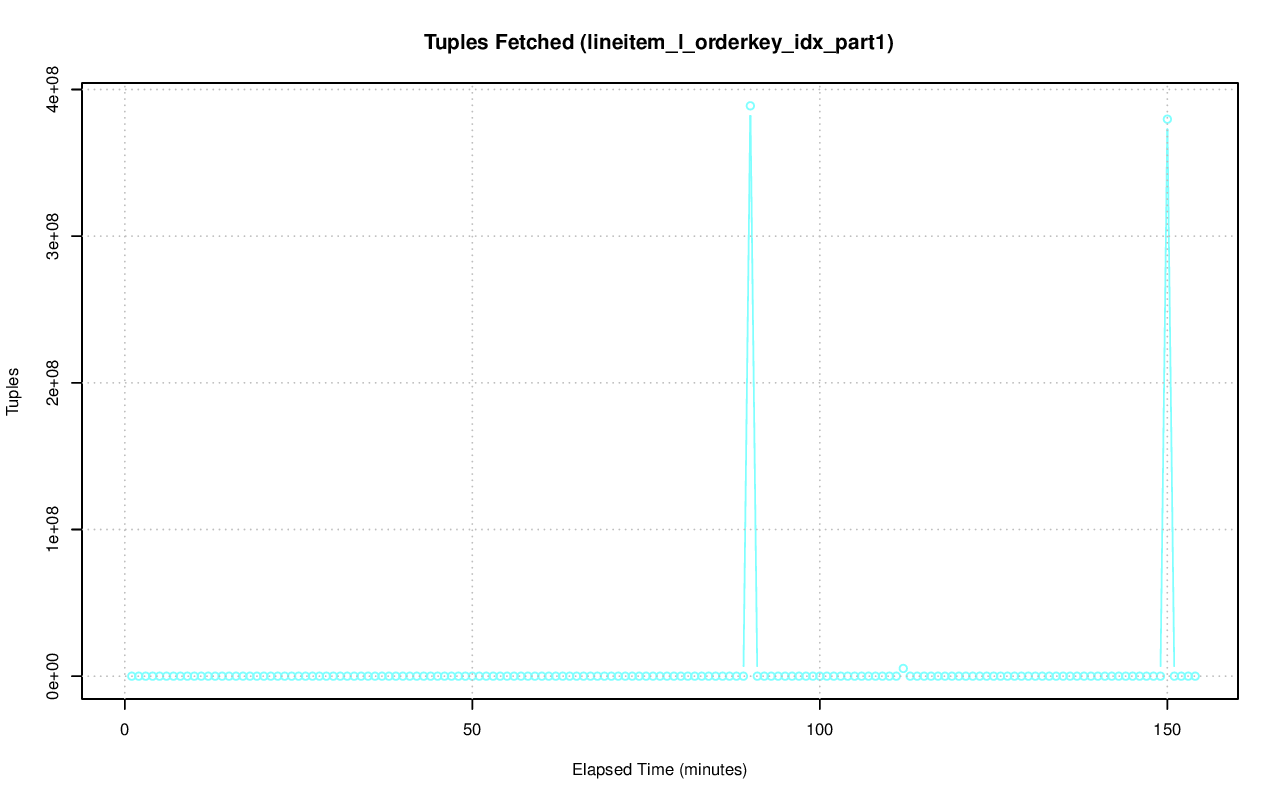 Tuples Fetched (lineitem_l_orderkey_idx_part1)
4e+08
3e+08
2e+08
1e+08
0e+00
Tuples
0 50 100 150
Elapsed Time (minutes)